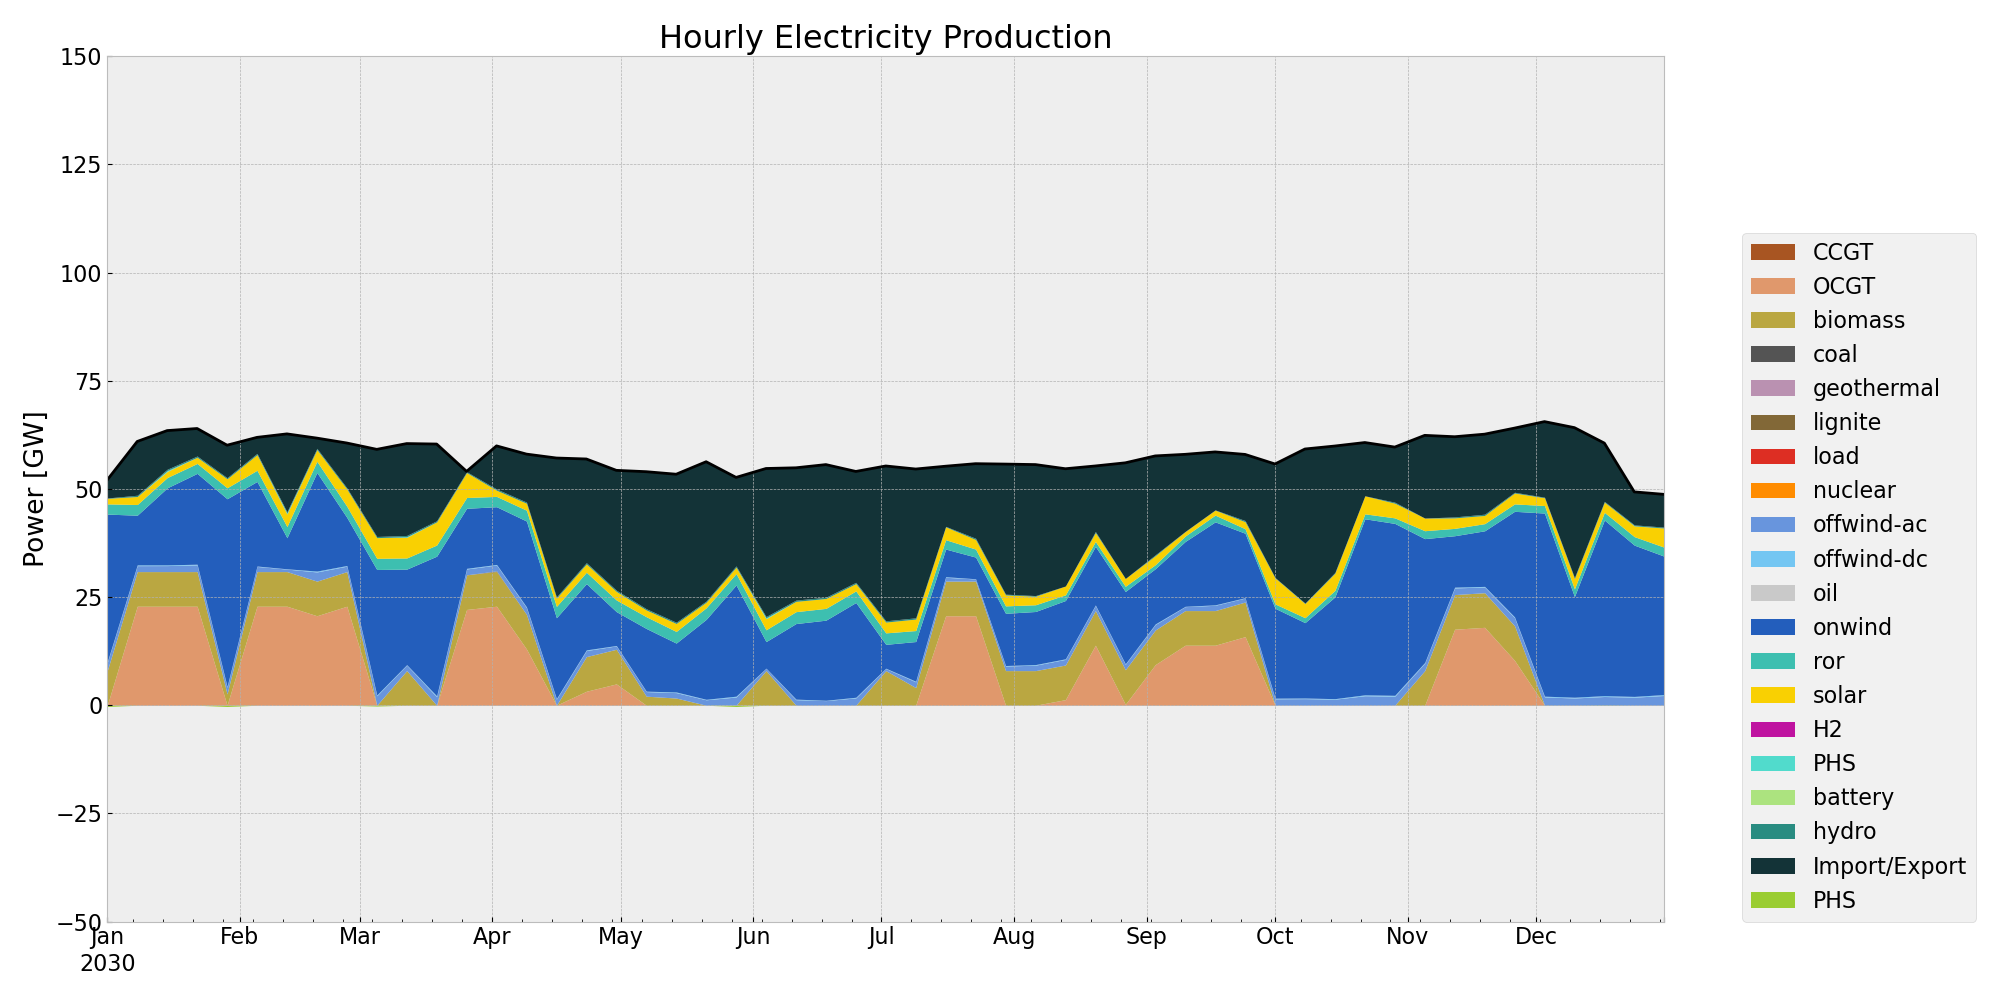 Hourly Electricity Production
Power [GW]
150
125
100
75
50
25
0
−25
−50
Jan
2030
Feb
Mar
Apr
May
Jun
Jul
Aug
Sep
Oct
Nov
Dec
CCGT
OCGT
biomass
coal
geothermal
lignite
load
nuclear
offwind-ac
offwind-dc
oil
onwind
ror
solar
H2
PHS
battery
hydro
Import/Export
PHS